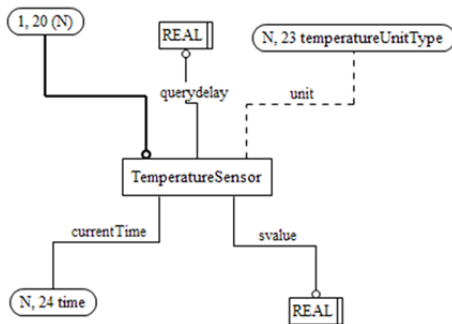 1, 20 (N)
REAL
N, 23 temperatureUnitType
querydelay
unit
TemperatureSensor
currentTime
svalue
N, 24 time
REAL